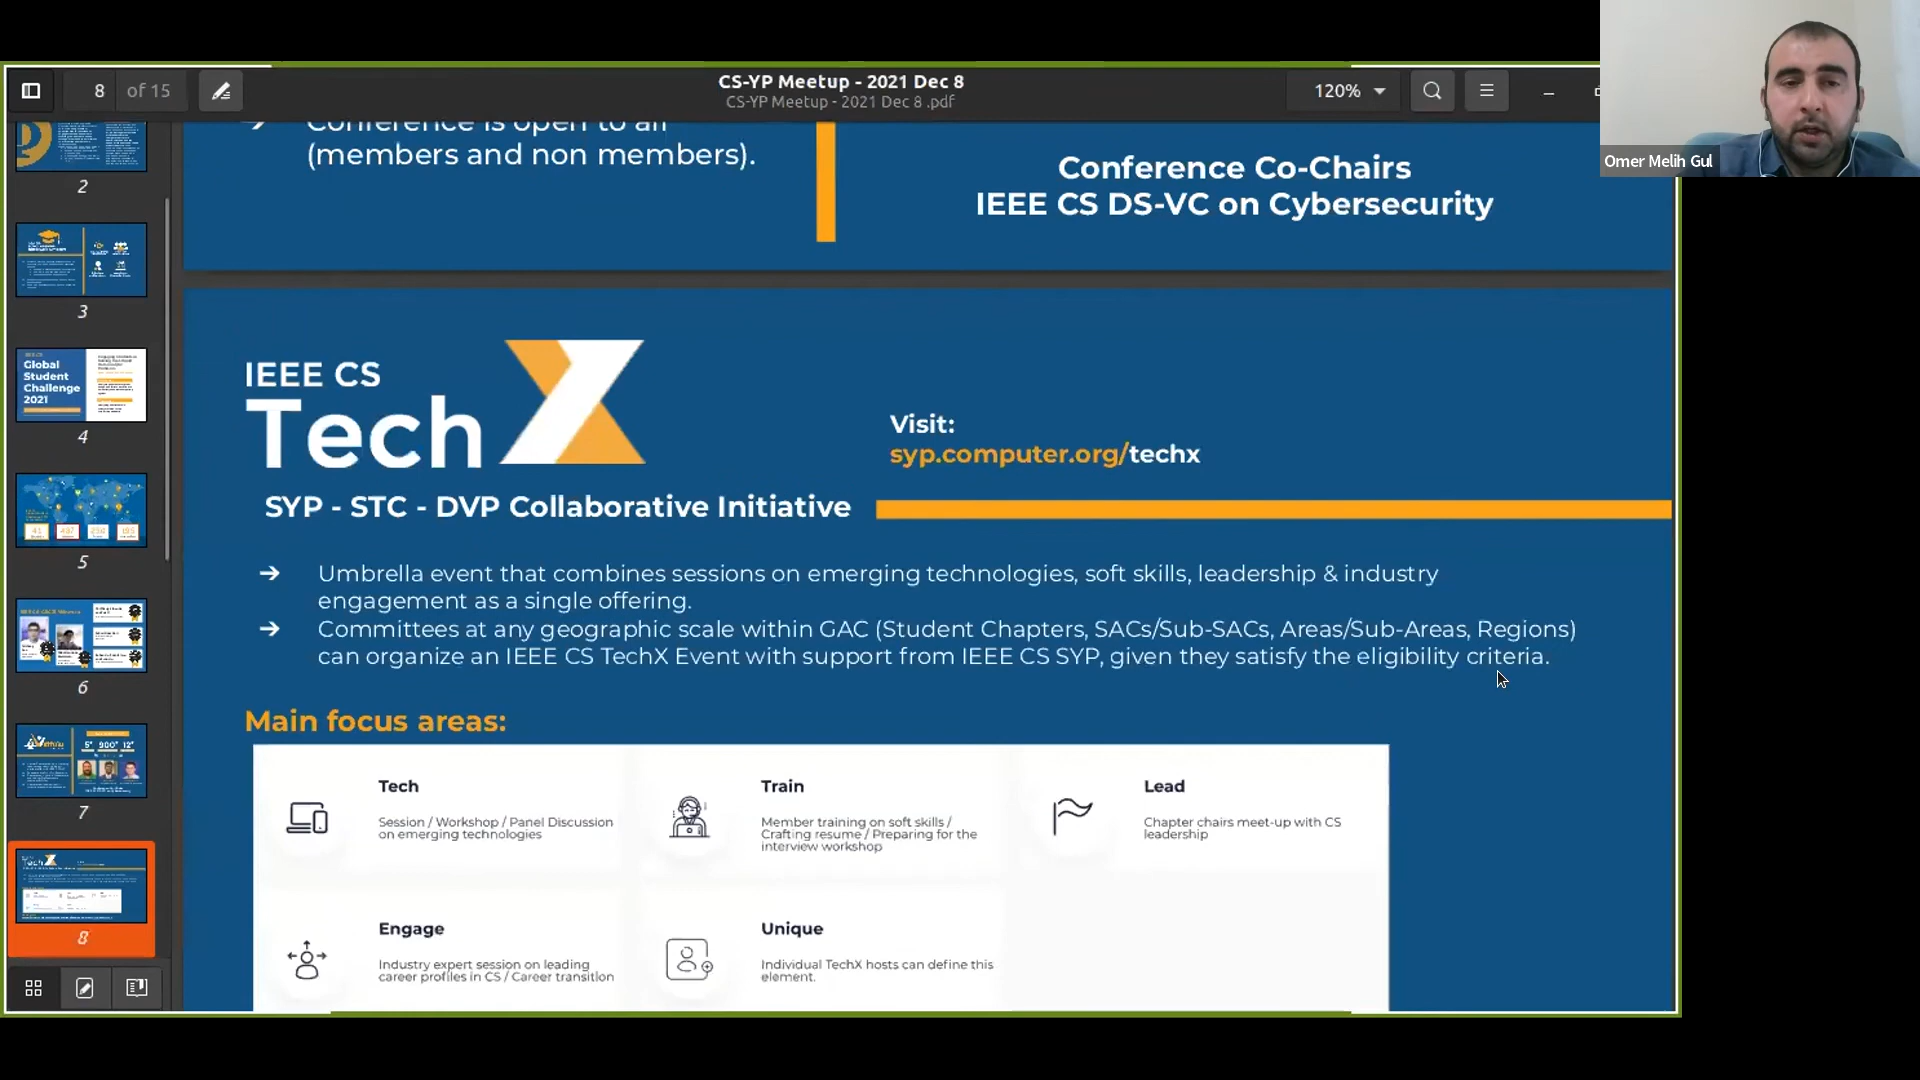 8 of 15
CS-YP Meetup - 2021 Dec 8
CS-YP Meetup - 2021 Dec 8 .pdf
120%
Omer Melih Gul
2
3
Global
Student
Challenge
2021
4
5
6
7
8
Conference is open to all
(members and non members).
Conference Co-Chairs
IEEE CS DS-VC on Cybersecurity
IEEE CS
TechX
Visit:
syp.computer.org/techx
SYP - STC - DVP Collaborative Initiative
➔ Umbrella event that combines sessions on emerging technologies, soft skills, leadership & industry
engagement as a single offering.
➔ Committees at any geographic scale within GAC (Student Chapters, SACs/Sub-SACs, Areas/Sub-Areas, Regions)
can organize an IEEE CS TechX Event with support from IEEE CS SYP, given they satisfy the eligibility criteria.
Main focus areas:
Tech
Session / Workshop / Panel Discussion
on emerging technologies
Train
Member training on soft skills /
Crafting resume / Preparing for the
interview workshop
Lead
Chapter chairs meet-up with CS
leadership
Engage
Industry expert session on leading
career profiles in CS / Career transition
Unique
Individual TechX hosts can define this
element.